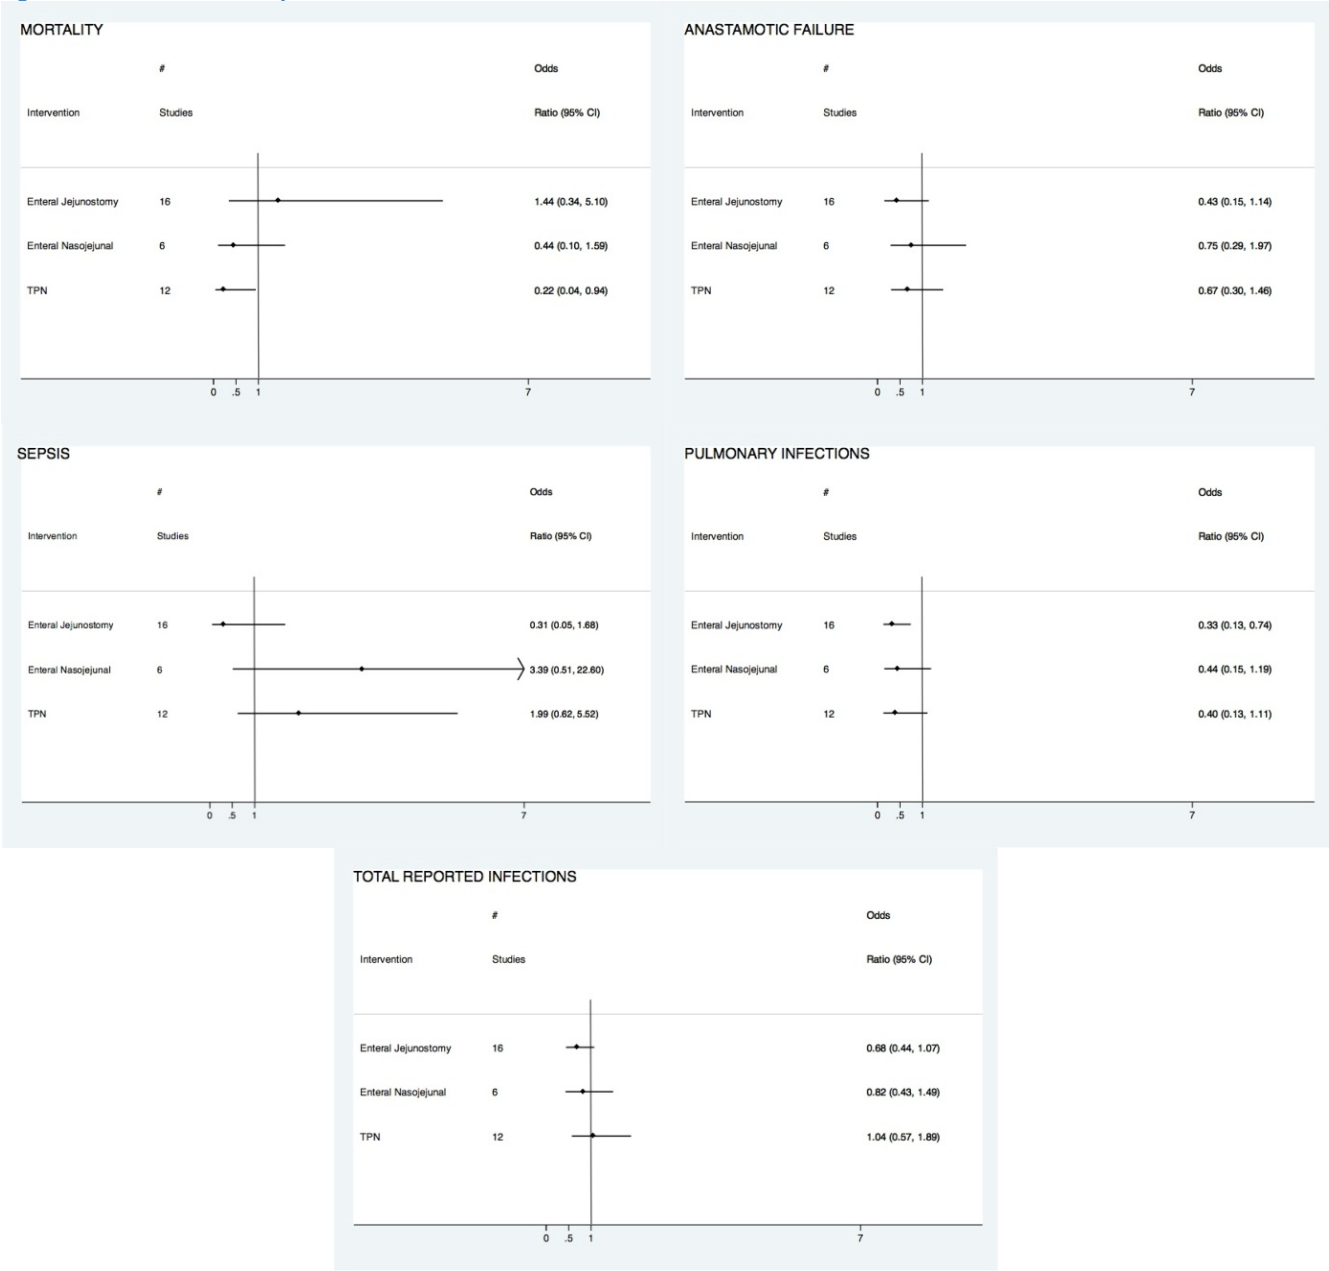 MORTALITY
# Odds
Intervention Studies Ratio (95% CI)
Enteral Jejunostomy 16 1.44 (0.34, 5.10)
Enteral Nasojejunal 6 0.44 (0.10, 1.59)
TPN 12 0.22 (0.04, 0.94)
0 .5 1 7
ANASTAMOTIC FAILURE
# Odds
Intervention Studies Ratio (95% CI)
Enteral Jejunostomy 16 0.43 (0.15, 1.14)
Enteral Nasojejunal 6 0.75 (0.29, 1.97)
TPN 12 0.67 (0.30, 1.46)
0 .5 1 7
SEPSIS
# Odds
Intervention Studies Ratio (95% CI)
Enteral Jejunostomy 16 0.31 (0.05, 1.68)
Enteral Nasojejunal 6 3.39 (0.51, 22.60)
TPN 12 1.99 (0.62, 5.52)
0 .5 1 7
PULMONARY INFECTIONS
# Odds
Intervention Studies Ratio (95% CI)
Enteral Jejunostomy 16 0.33 (0.13, 0.74)
Enteral Nasojejunal 6 0.44 (0.15, 1.19)
TPN 12 0.40 (0.13, 1.11)
0 .5 1 7
TOTAL REPORTED INFECTIONS
# Odds
Intervention Studies Ratio (95% CI)
Enteral Jejunostomy 16 0.68 (0.44, 1.07)
Enteral Nasojejunal 6 0.82 (0.43, 1.49)
TPN 12 1.04 (0.57, 1.89)
0 .5 1 7